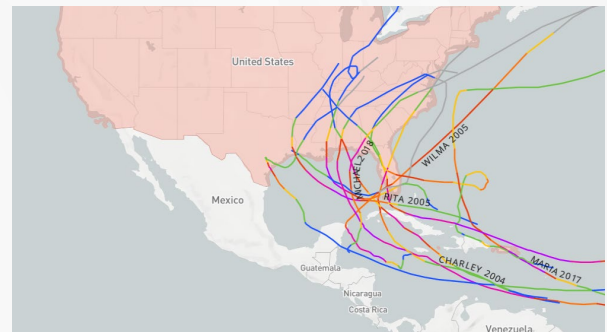 United States
MICHAEL 2018
WILMA 2005
RITA 2005
Mexico
CHARLEY 2004
MARIA 2017
Guatemala
Nicaragua
Costa Rica
Venezuela